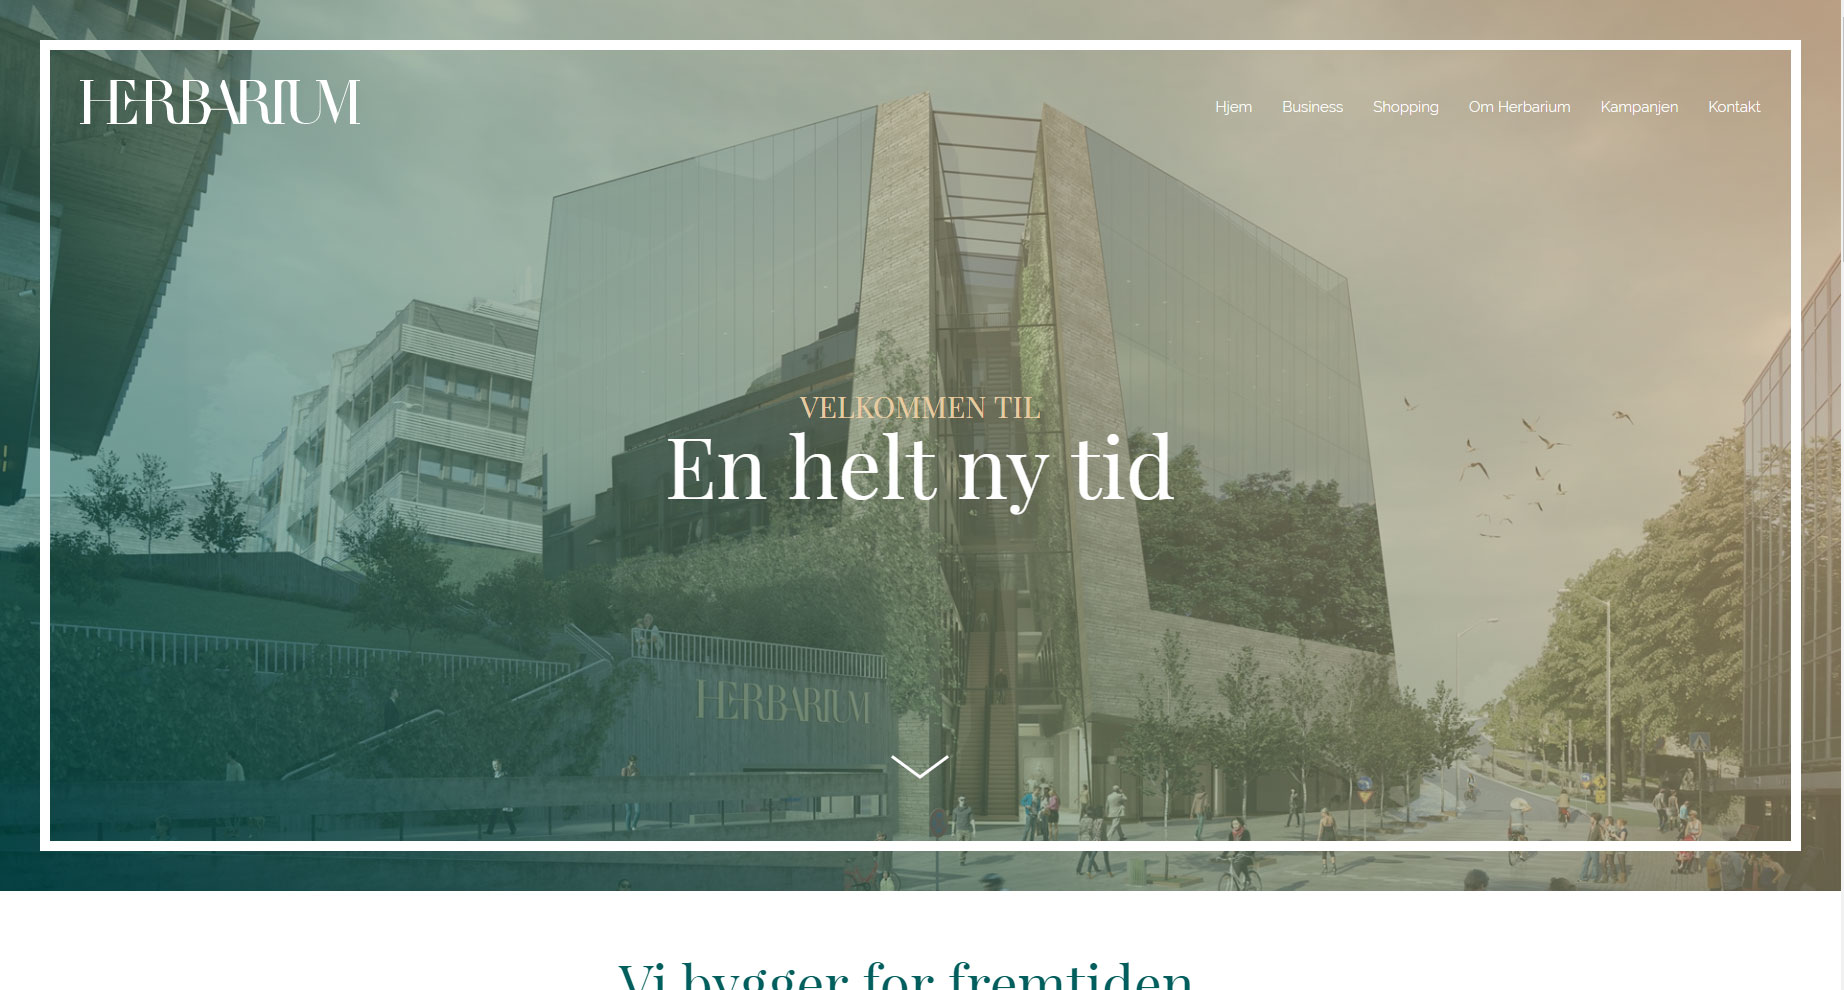 HERBARIUM
Hjem Business Shopping Om Herbarium Kampanjen Kontakt
VELKOMMEN TIL
En helt ny tid
HERBARIUM
Vi bygger for fremtiden